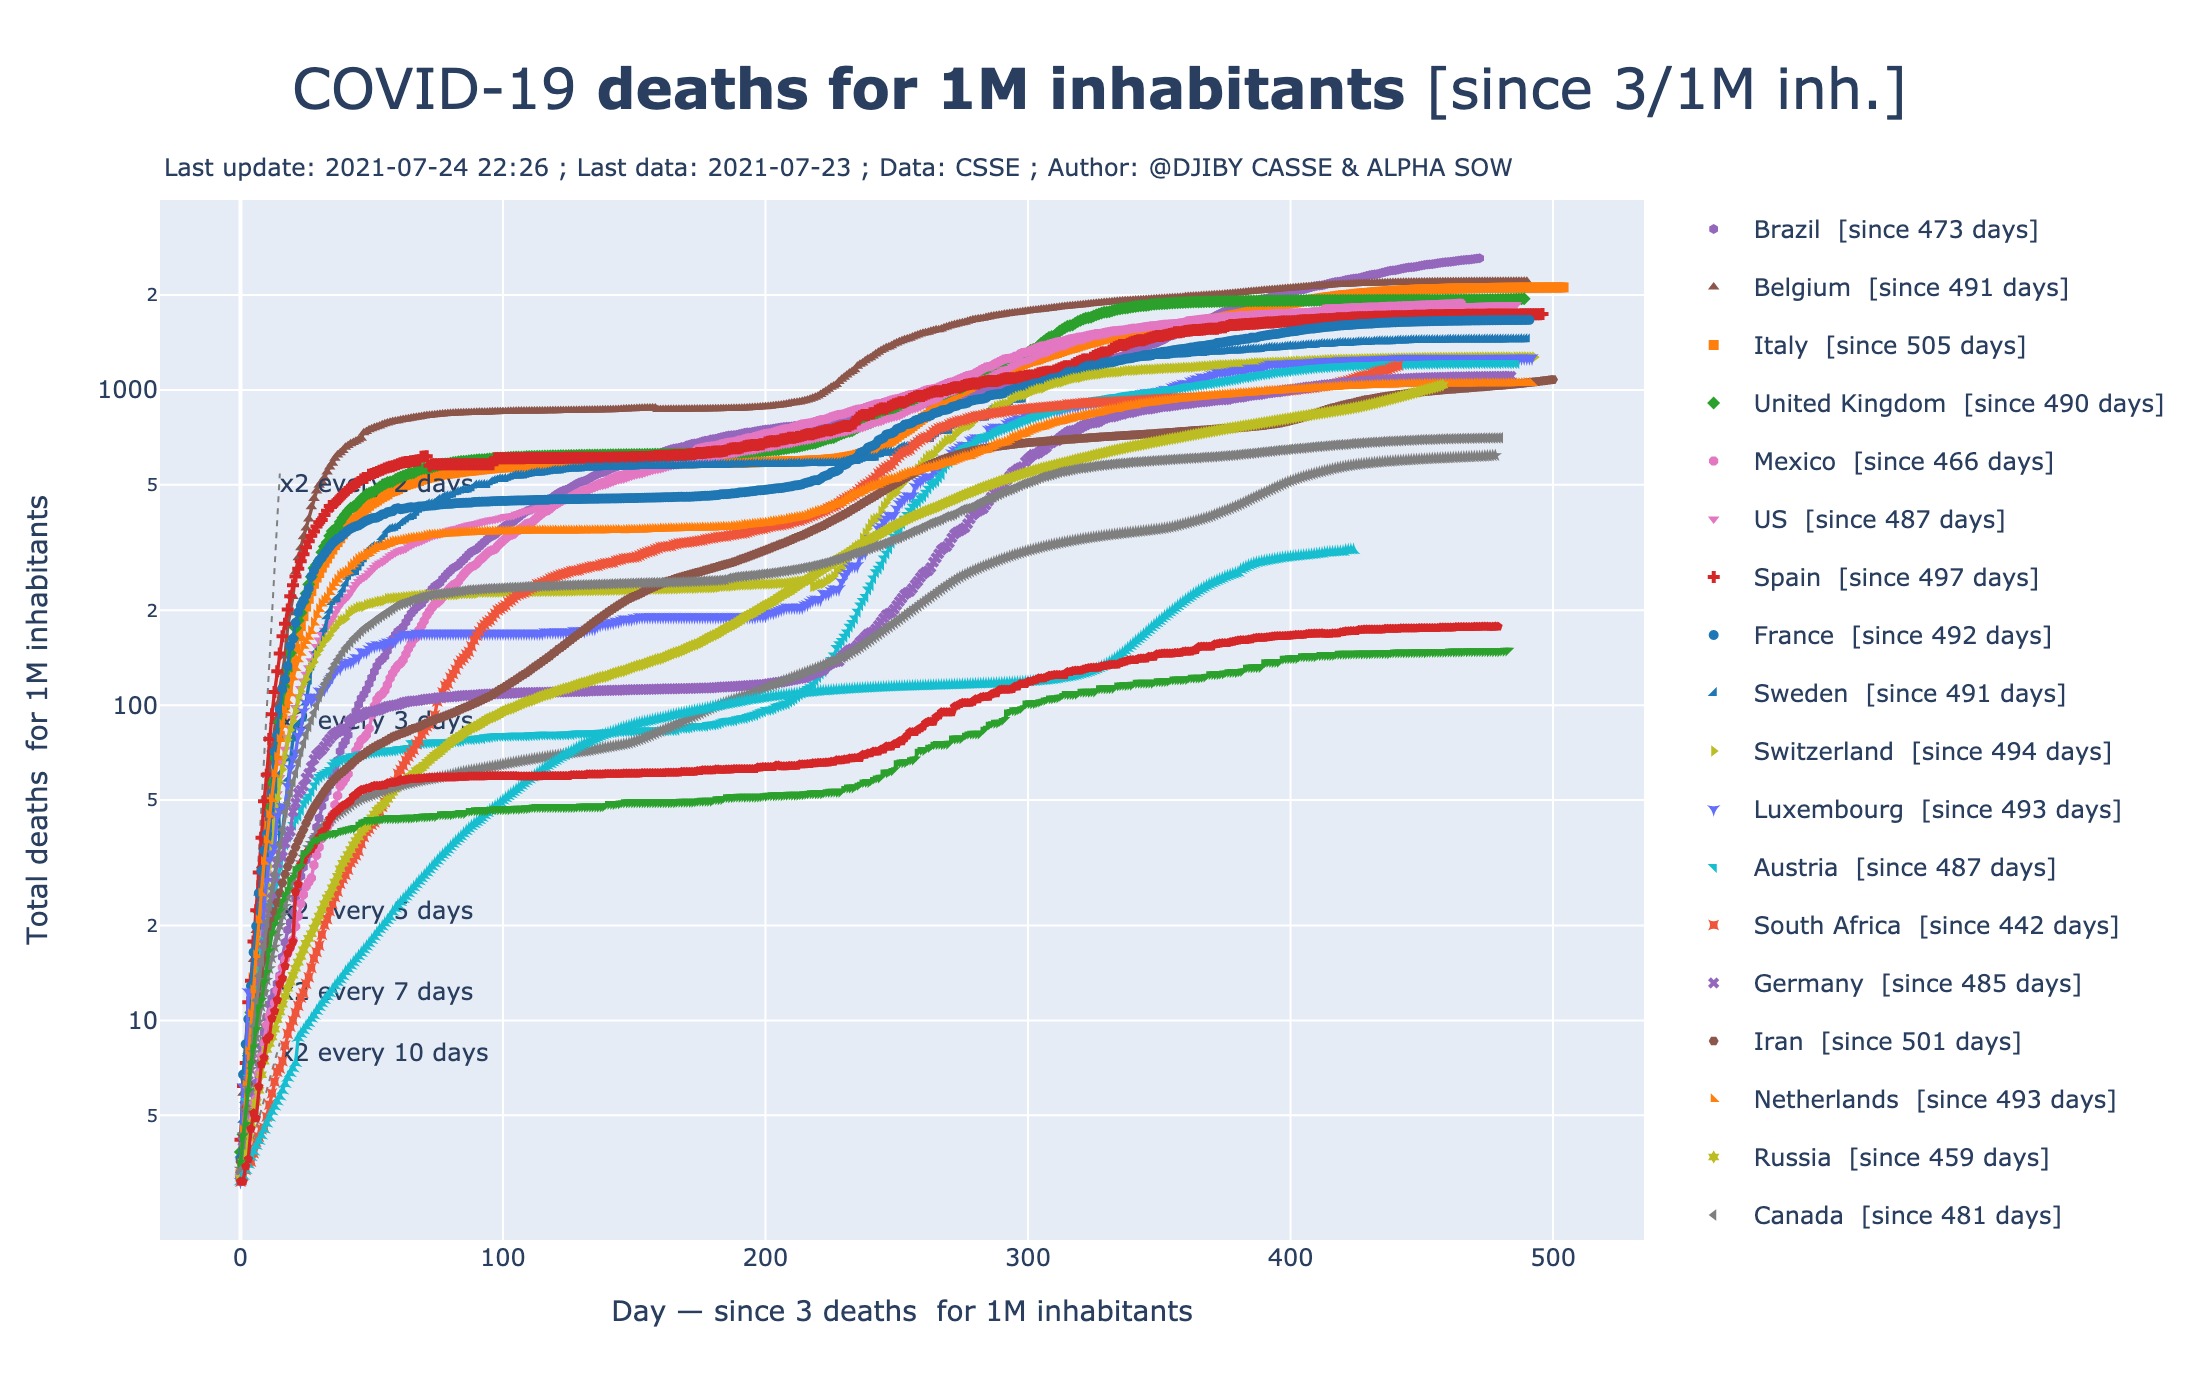 COVID-19 deaths for 1M inhabitants [since 3/1M inh.]
Last update: 2021-07-24 22:26 ; Last data: 2021-07-23 ; Data: CSSE ; Author: @DJIBY CASSE & ALPHA SOW
Total deaths for 1M inhabitants
2
1000
5
2
100
5
2
10
5
x2 every 2 days
x2 every 3 days
x2 every 5 days
x2 every 7 days
x2 every 10 days
0 100 200 300 400 500
Day — since 3 deaths for 1M inhabitants
Brazil [since 473 days]
Belgium [since 491 days]
Italy [since 505 days]
United Kingdom [since 490 days]
Mexico [since 466 days]
US [since 487 days]
Spain [since 497 days]
France [since 492 days]
Sweden [since 491 days]
Switzerland [since 494 days]
Luxembourg [since 493 days]
Austria [since 487 days]
South Africa [since 442 days]
Germany [since 485 days]
Iran [since 501 days]
Netherlands [since 493 days]
Russia [since 459 days]
Canada [since 481 days]